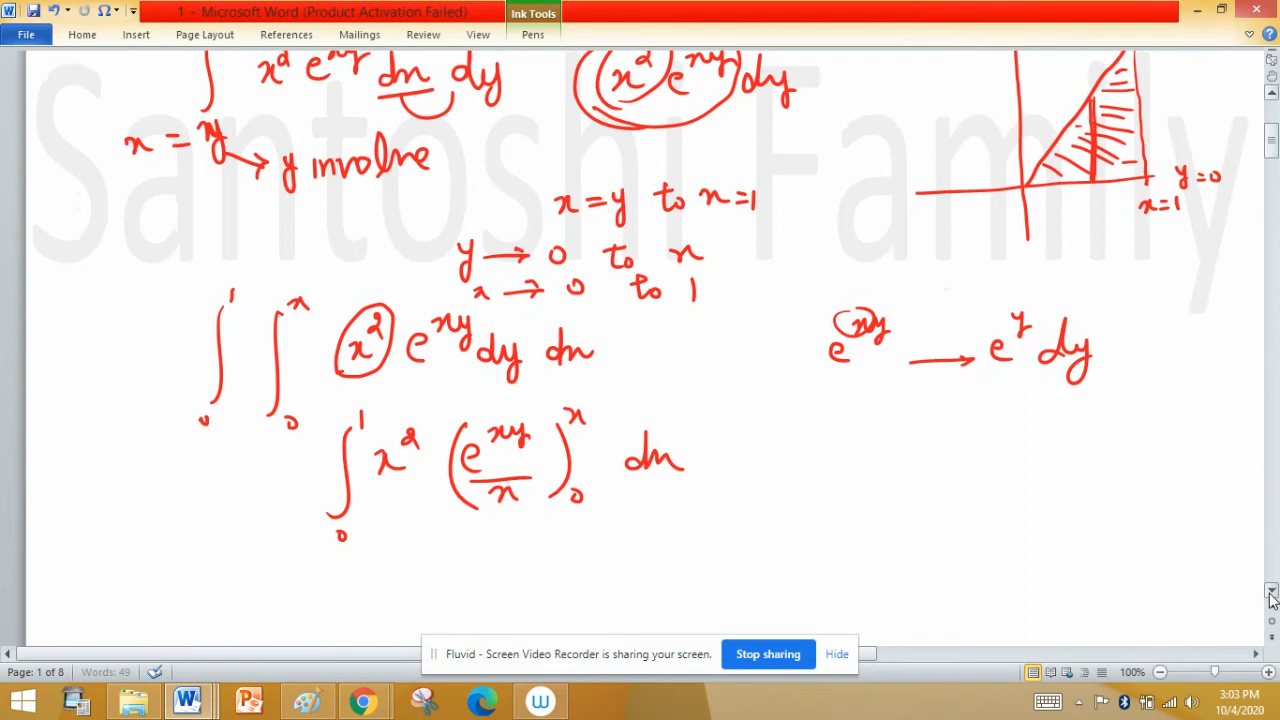 1 - Microsoft Word (Product Activation Failed)
Ink Tools
File Home Insert Page Layout References Mailings Review View Pens
Santoshi Family
∫ x² e^xy dx dy (x²) e^xy dy
x = xy → y involve
x = y to x = 1
y → 0 to x
x → 0 to 1
y = 0
x = 1
∫₀¹ ∫₀ˣ x² e^xy dy dx
e^xy → e^y dy
∫₀¹ x² (e^xy/x)₀ˣ dx
Fluvid - Screen Video Recorder is sharing your screen. Stop sharing Hide
Page: 1 of 8 Words: 49 100%
3:03 PM
10/4/2020